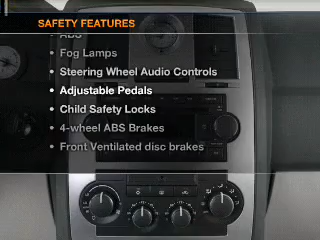 SAFETY FEATURES
• ABS
• Fog Lamps
• Steering Wheel Audio Controls
• Adjustable Pedals
• Child Safety Locks
• 4-wheel ABS Brakes
• Front Ventilated disc brakes